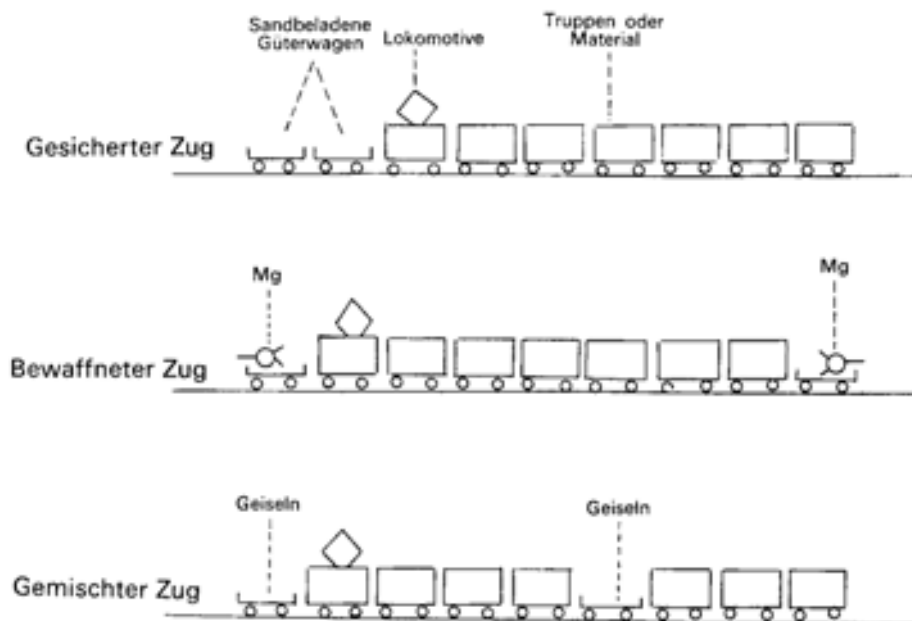 Sandbeladene
Güterwagen
Lokomotive
Truppen oder
Material
Gesicherter Zug
Mg
Mg
Bewaffneter Zug
Geiseln
Geiseln
Gemischter Zug